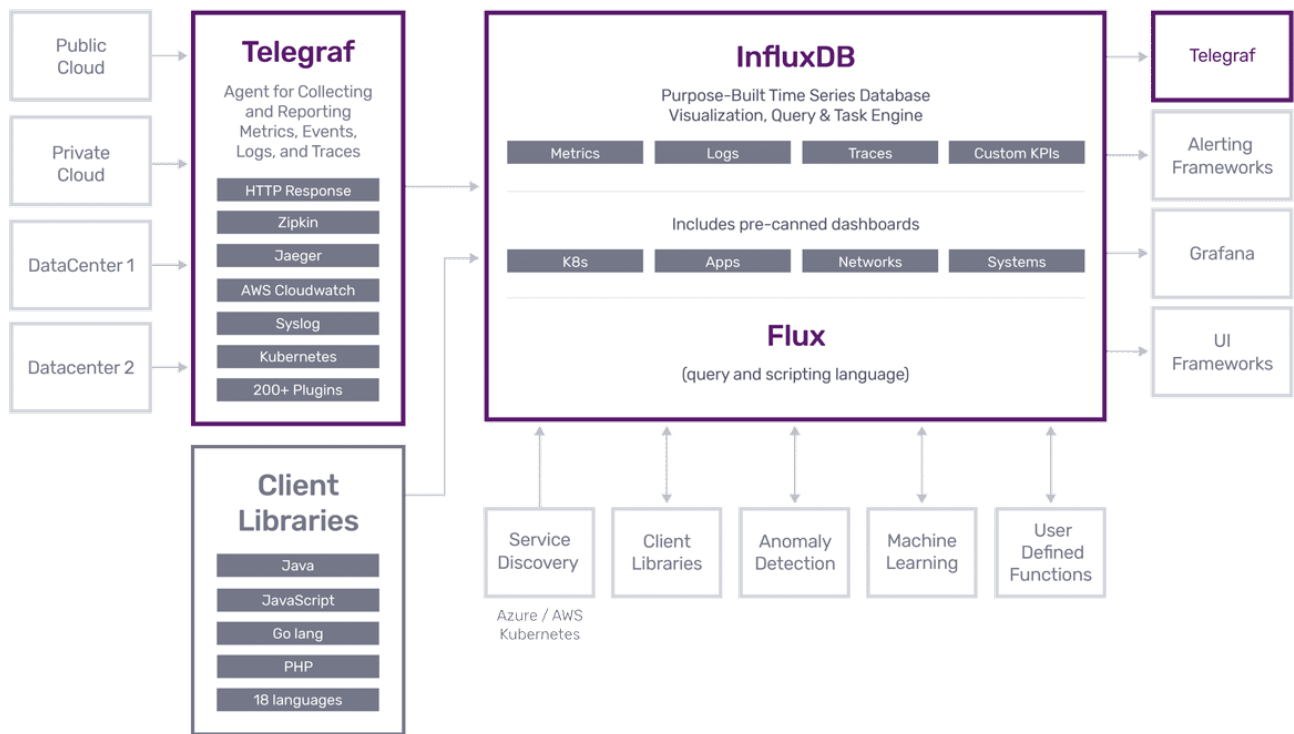 Public
Cloud
Private
Cloud
DataCenter 1
Datacenter 2
Telegraf
Agent for Collecting
and Reporting
Metrics, Events,
Logs, and Traces
HTTP Response
Zipkin
Jaeger
AWS Cloudwatch
Syslog
Kubernetes
200+ Plugins
Client
Libraries
Java
JavaScript
Go lang
PHP
18 languages
InfluxDB
Purpose-Built Time Series Database
Visualization, Query & Task Engine
Metrics
Logs
Traces
Custom KPIs
Includes pre-canned dashboards
K8s
Apps
Networks
Systems
Flux
(query and scripting language)
Service
Discovery
Azure / AWS
Kubernetes
Client
Libraries
Anomaly
Detection
Machine
Learning
User
Defined
Functions
Telegraf
Alerting
Frameworks
Grafana
UI
Frameworks